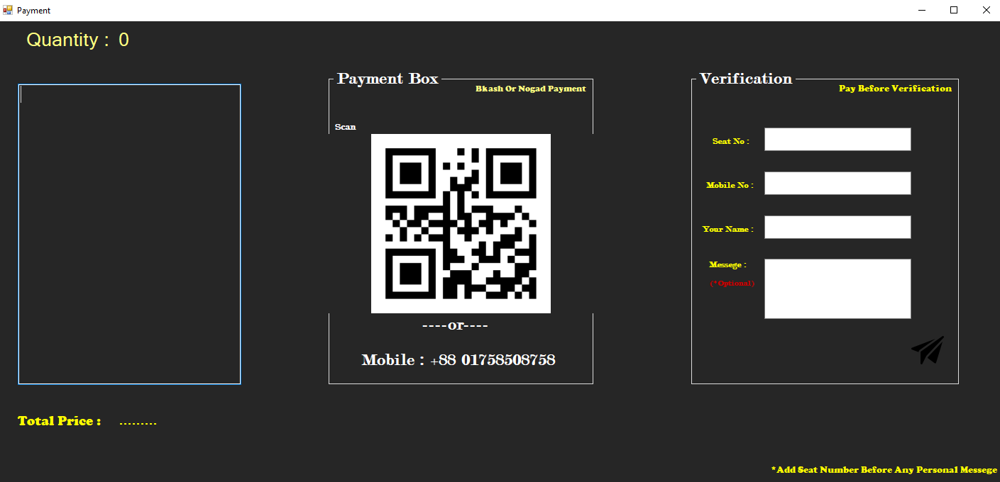 Payment
Quantity : 0
Payment Box
Bkash Or Nogad Payment
Scan
----or----
Mobile : +88 01758508758
Verification
Pay Before Verification
Seat No :
Mobile No :
Your Name :
Messege :
(*Optional)
Total Price : .........
*Add Seat Number Before Any Personal Messege